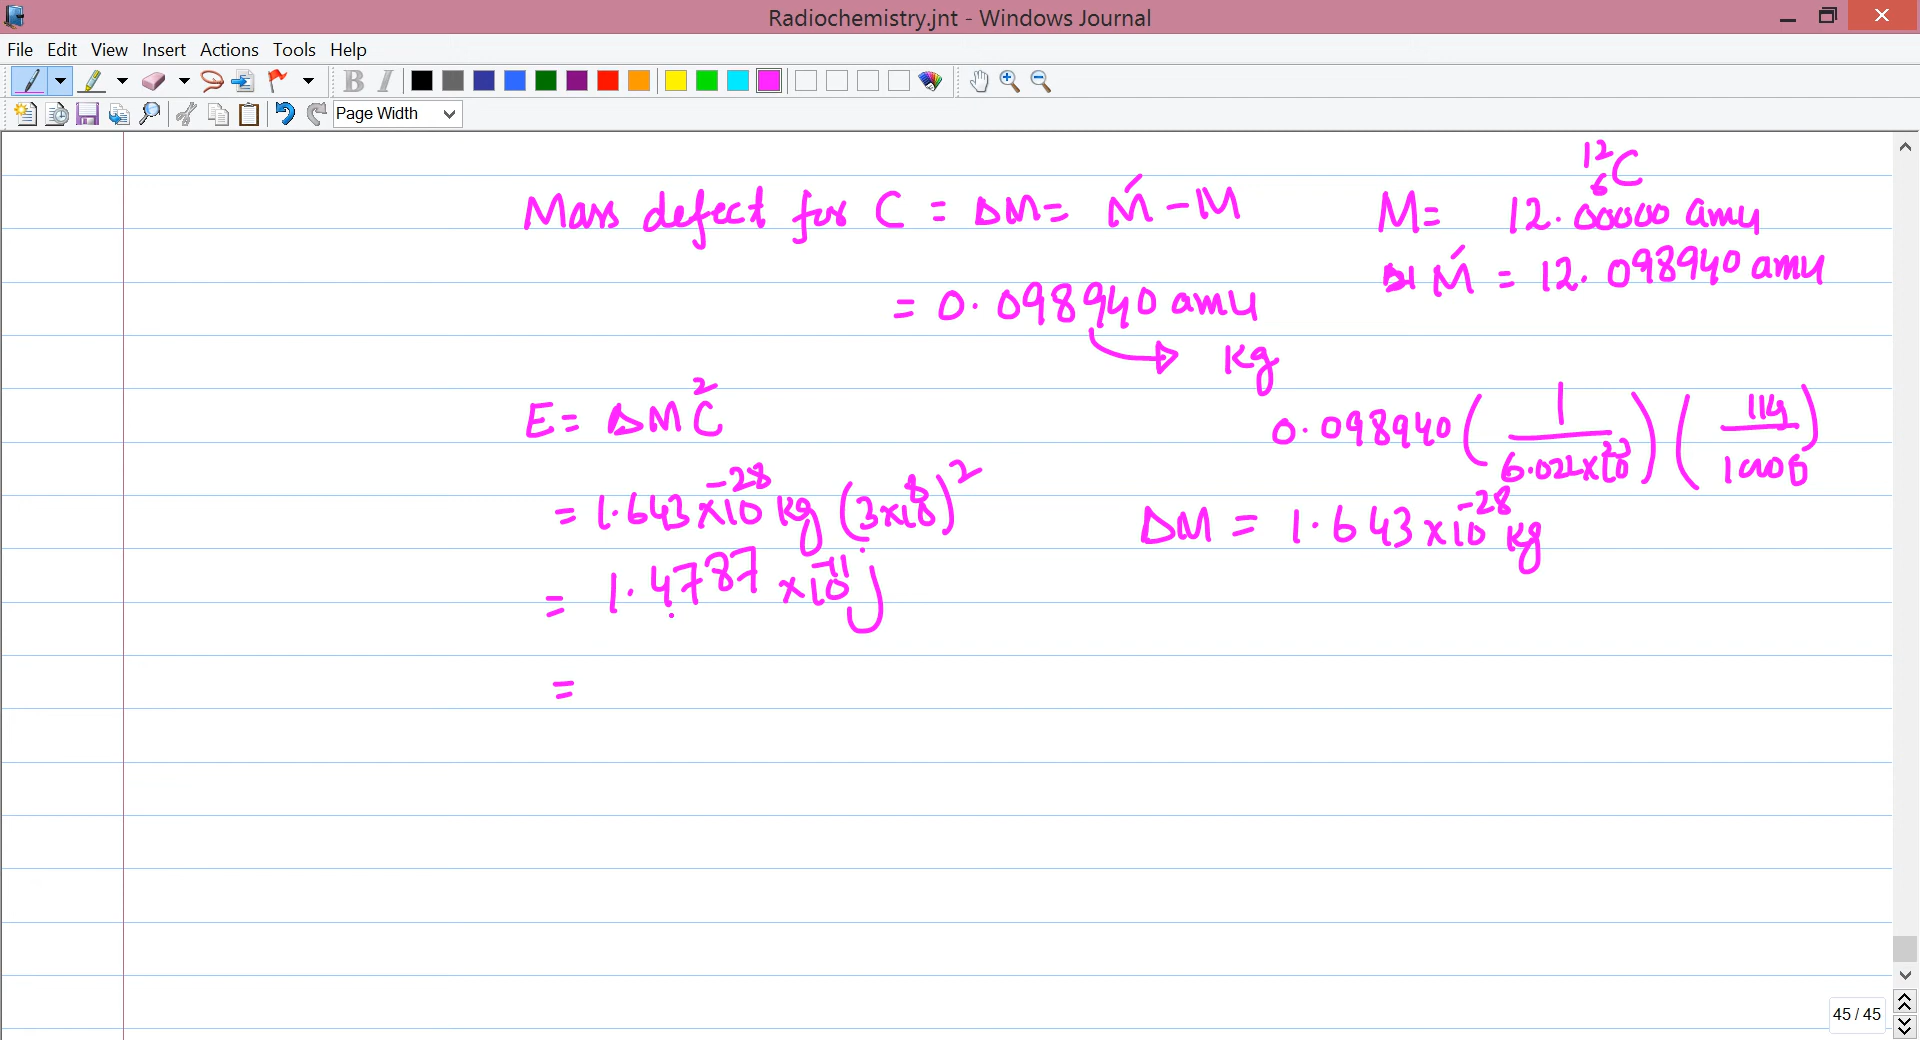 Radiochemistry.jnt - Windows Journal
File Edit View Insert Actions Tools Help
B I
Page Width
¹²₆C
Mass defect for C = ΔM = Ḿ - M
M = 12.00000 amu
Ḿ = 12.098940 amu
= 0.098940 amu
→ kg
E = ΔMC²
0.098940 (1/6.022×10²³) (1kg/1000g)
= 1.643×10⁻²⁸ kg (3×10⁸)²
ΔM = 1.643×10⁻²⁸ kg
= 1.4787 ×10⁻¹¹ j
=
45 / 45